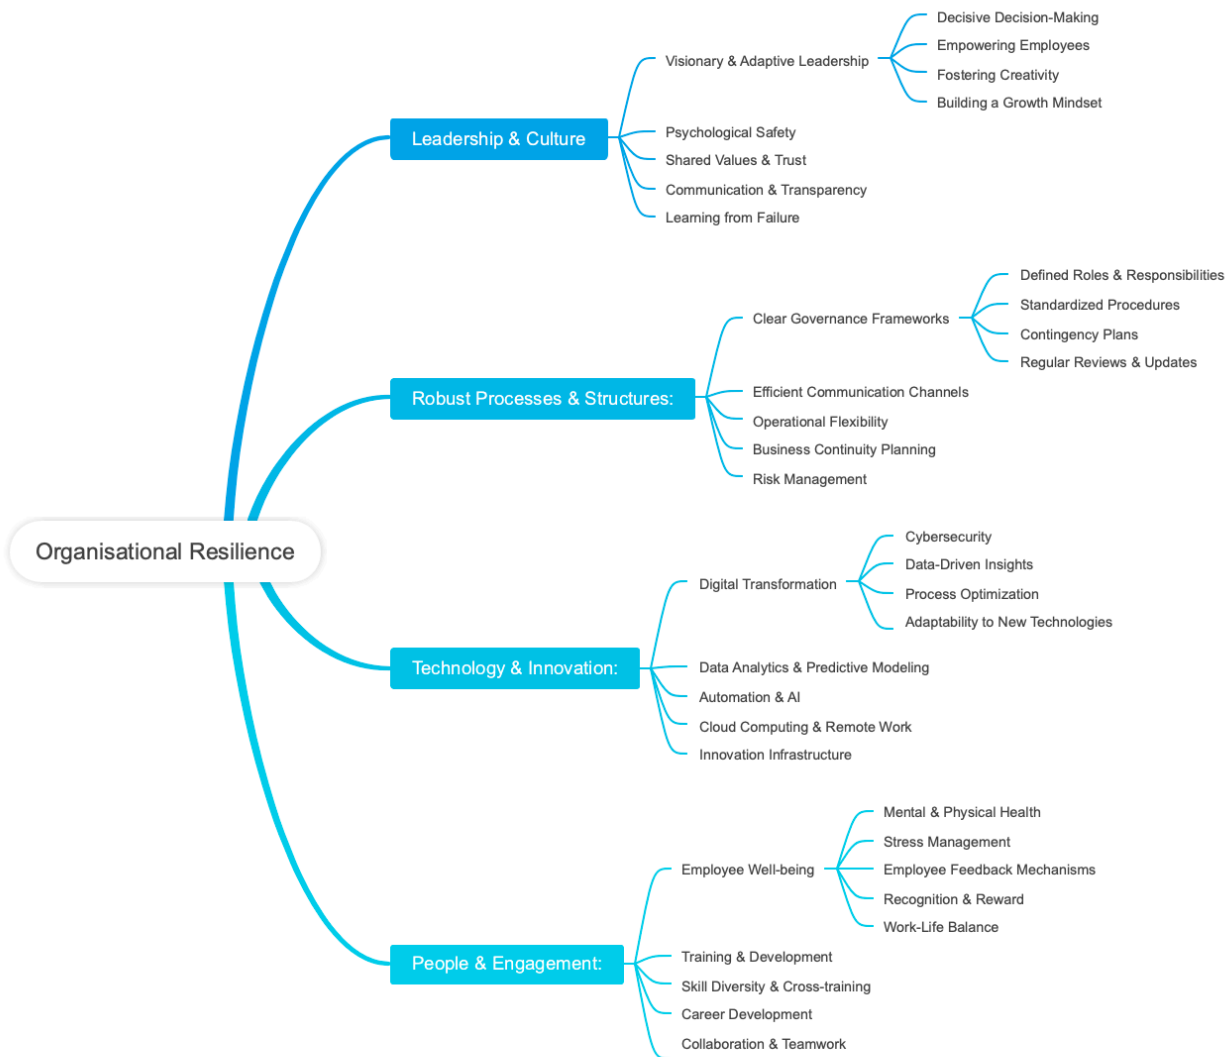 Organisational Resilience
Leadership & Culture
Visionary & Adaptive Leadership
Decisive Decision-Making
Empowering Employees
Fostering Creativity
Building a Growth Mindset
Psychological Safety
Shared Values & Trust
Communication & Transparency
Learning from Failure
Robust Processes & Structures:
Clear Governance Frameworks
Defined Roles & Responsibilities
Standardized Procedures
Contingency Plans
Regular Reviews & Updates
Efficient Communication Channels
Operational Flexibility
Business Continuity Planning
Risk Management
Technology & Innovation:
Digital Transformation
Cybersecurity
Data-Driven Insights
Process Optimization
Adaptability to New Technologies
Data Analytics & Predictive Modeling
Automation & AI
Cloud Computing & Remote Work
Innovation Infrastructure
People & Engagement:
Employee Well-being
Mental & Physical Health
Stress Management
Employee Feedback Mechanisms
Recognition & Reward
Work-Life Balance
Training & Development
Skill Diversity & Cross-training
Career Development
Collaboration & Teamwork